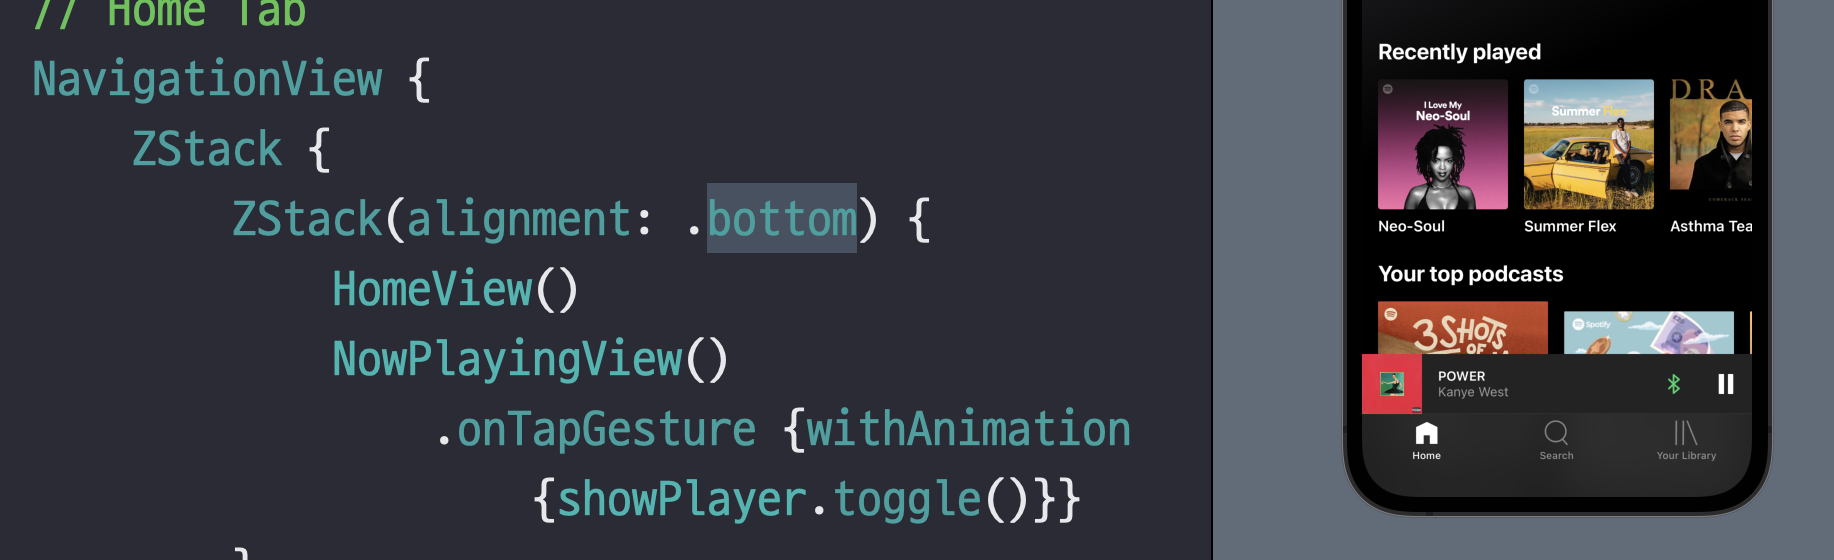 // Home Tab
NavigationView {
ZStack {
ZStack(alignment: .bottom) {
HomeView()
NowPlayingView()
.onTapGesture {withAnimation
{showPlayer.toggle()}}
}
Recently played
I Love My
Neo-Soul
Summer Flex
DRA
Neo-Soul
Summer Flex
Asthma Tea
Your top podcasts
3 SHOTS
OF
Spotify
POWER
Kanye West
Home
Search
Your Library